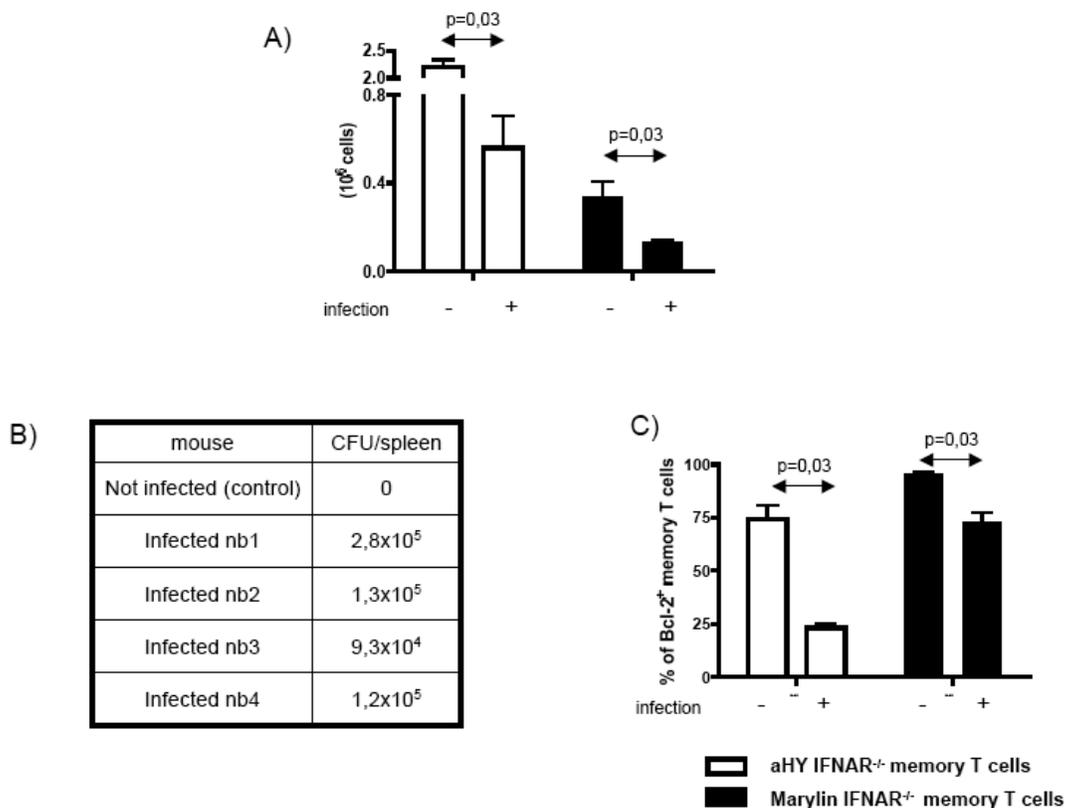 A)
p=0,03
p=0,03
2.5
2.0
0.8
0.4
0.0
(10⁶ cells)
infection - + - +
B)
mouse CFU/spleen
Not infected (control) 0
Infected nb1 2,8x10⁵
Infected nb2 1,3x10⁵
Infected nb3 9,3x10⁴
Infected nb4 1,2x10⁵
C)
p=0,03
p=0,03
100
75
50
25
0
% of Bcl-2⁺ memory T cells
infection - + - +
aHY IFNAR⁻/⁻ memory T cells
Marylin IFNAR⁻/⁻ memory T cells